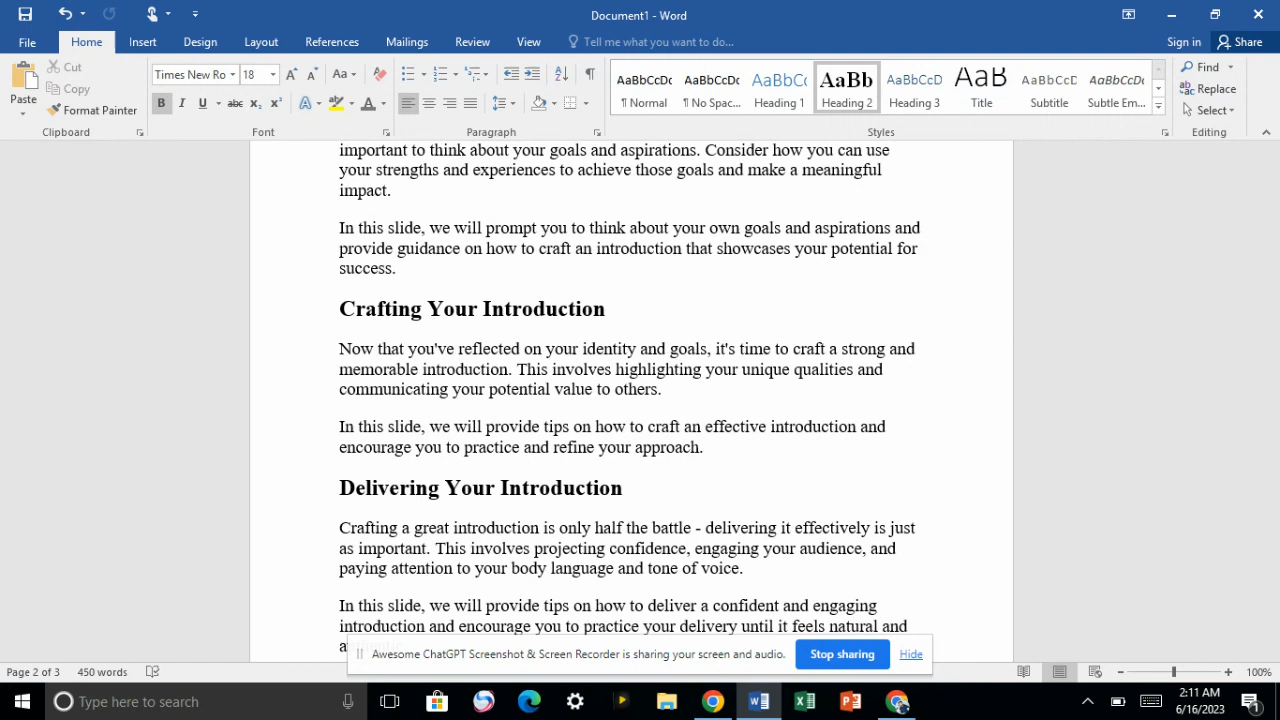 Document1 - Word
File Home Insert Design Layout References Mailings Review View Tell me what you want to do... Sign in Share
Paste Cut Copy Format Painter Clipboard
Times New Ro 18 Font
Paragraph
AaBbCcDc AaBbCcDc AaBbCc AaBb AaBbCcD AaB AaBbCcD AaBbCcDc
¶ Normal ¶ No Spac... Heading 1 Heading 2 Heading 3 Title Subtitle Subtle Em...
Styles
Find Replace Select Editing
important to think about your goals and aspirations. Consider how you can use
your strengths and experiences to achieve those goals and make a meaningful
impact.
In this slide, we will prompt you to think about your own goals and aspirations and
provide guidance on how to craft an introduction that showcases your potential for
success.
Crafting Your Introduction
Now that you've reflected on your identity and goals, it's time to craft a strong and
memorable introduction. This involves highlighting your unique qualities and
communicating your potential value to others.
In this slide, we will provide tips on how to craft an effective introduction and
encourage you to practice and refine your approach.
Delivering Your Introduction
Crafting a great introduction is only half the battle - delivering it effectively is just
as important. This involves projecting confidence, engaging your audience, and
paying attention to your body language and tone of voice.
In this slide, we will provide tips on how to deliver a confident and engaging
introduction and encourage you to practice your delivery until it feels natural and
Awesome ChatGPT Screenshot & Screen Recorder is sharing your screen and audio. Stop sharing Hide
Page 2 of 3 450 words 100%
Type here to search
2:11 AM
6/16/2023